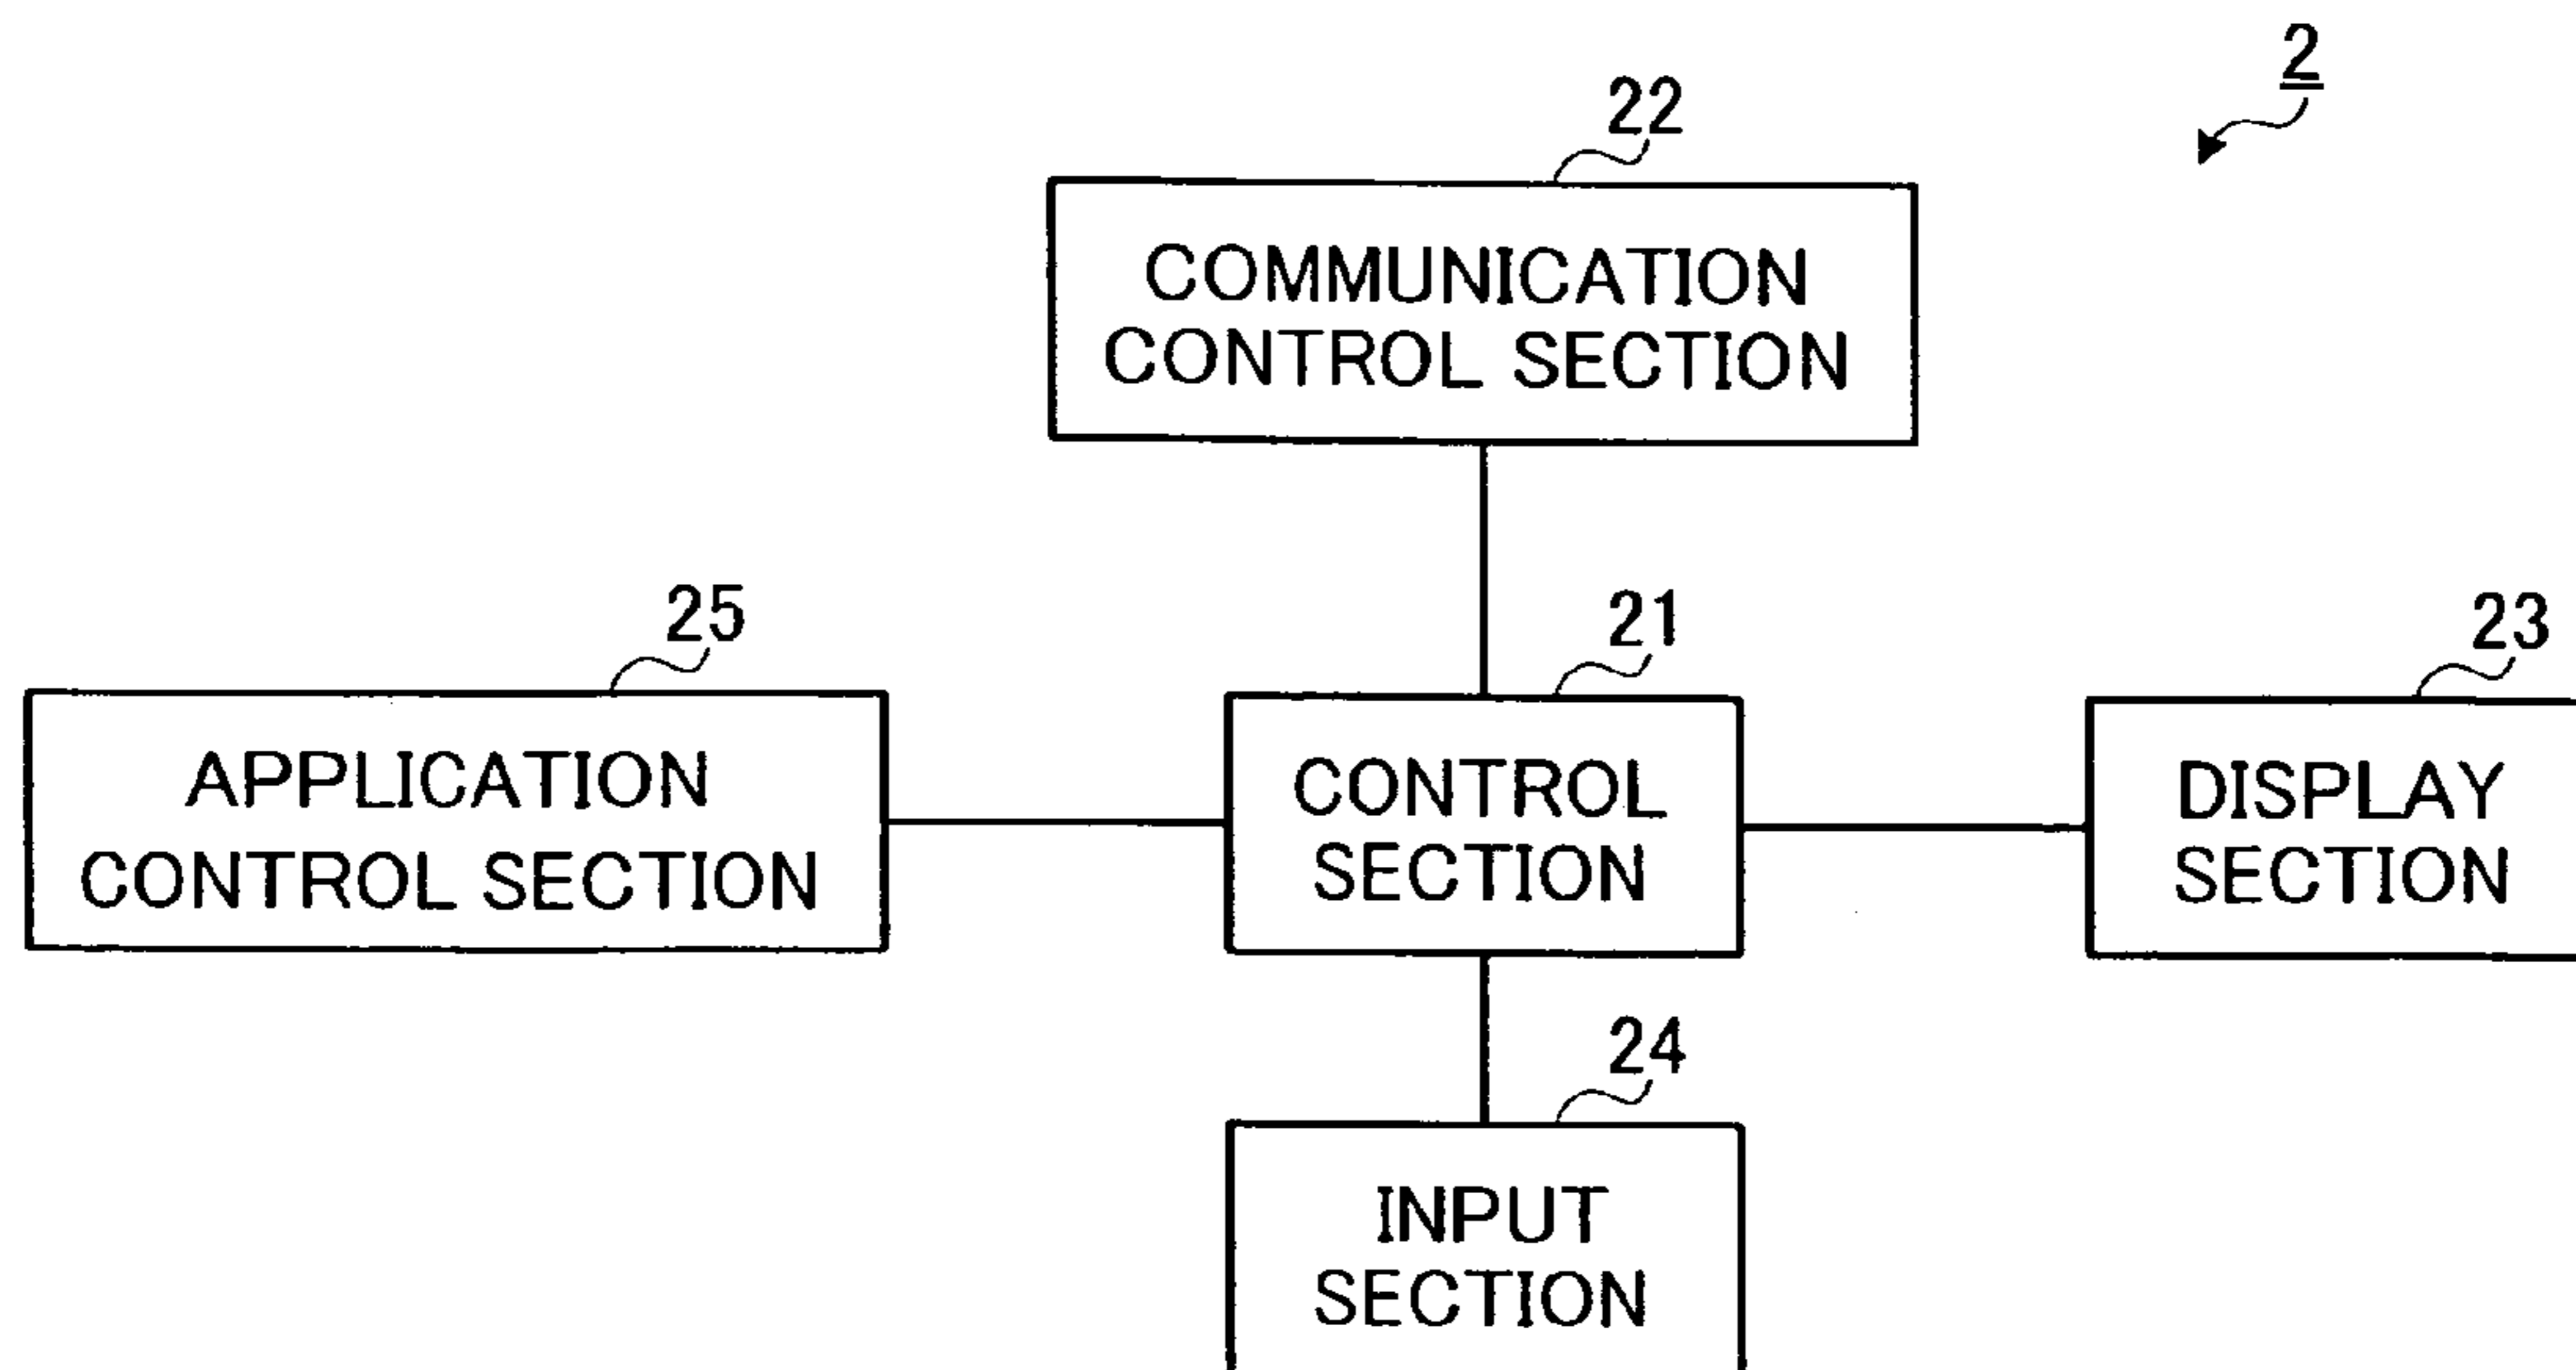 2
22
COMMUNICATION
CONTROL SECTION
25
APPLICATION
CONTROL SECTION
21
CONTROL
SECTION
23
DISPLAY
SECTION
24
INPUT
SECTION